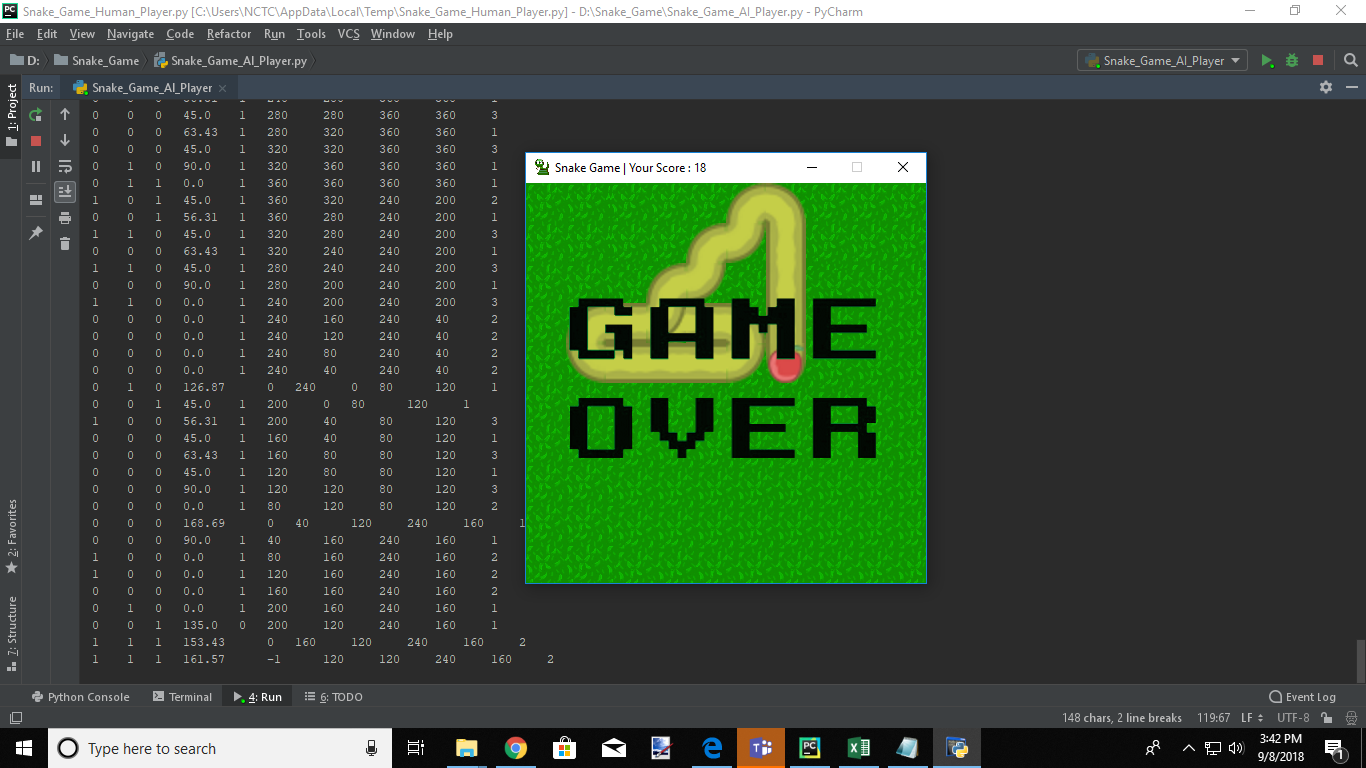 Snake_Game_Human_Player.py [C:\Users\NCTC\AppData\Local\Temp\Snake_Game_Human_Player.py] - D:\Snake_Game\Snake_Game_AI_Player.py - PyCharm
File Edit View Navigate Code Refactor Run Tools VCS Window Help
D: Snake_Game Snake_Game_AI_Player.py Snake_Game_AI_Player
1: Project
Run: Snake_Game_AI_Player
0 0 0 45.0 1 280 280 360 360 3
0 0 0 63.43 1 280 320 360 360 1
0 0 0 45.0 1 320 320 360 360 3
0 1 0 90.0 1 320 360 360 360 1
0 1 1 0.0 1 360 360 360 360 1
1 0 1 45.0 1 360 320 240 200 2
0 0 1 56.31 1 360 280 240 200 1
1 1 0 45.0 1 320 280 240 200 3
0 0 0 63.43 1 320 240 240 200 1
1 1 0 45.0 1 280 240 240 200 3
0 0 0 90.0 1 280 200 240 200 1
1 1 0 0.0 1 240 200 240 200 3
0 0 0 0.0 1 240 160 240 40 2
0 0 0 0.0 1 240 120 240 40 2
0 0 0 0.0 1 240 80 240 40 2
0 0 0 0.0 1 240 40 240 40 2
0 1 0 126.87 0 240 0 80 120 1
0 0 1 45.0 1 200 0 80 120 1
1 0 0 56.31 1 200 40 80 120 3
0 0 0 45.0 1 160 40 80 120 1
0 0 0 63.43 1 160 80 80 120 3
0 0 0 45.0 1 120 80 80 120 1
0 0 0 90.0 1 120 120 80 120 3
0 0 0 0.0 1 80 120 80 120 2
0 0 0 168.69 0 40 120 240 160 1
0 0 0 90.0 1 40 160 240 160 1
1 0 0 0.0 1 80 160 240 160 2
1 0 0 0.0 1 120 160 240 160 2
0 0 0 0.0 1 160 160 240 160 2
0 1 0 0.0 1 200 160 240 160 1
0 0 1 135.0 0 200 120 240 160 1
1 1 1 153.43 0 160 120 240 160 2
1 1 1 161.57 -1 120 120 240 160 2
Snake Game | Your Score : 18
GAME
OVER
2: Favorites
7: Structure
Python Console Terminal 4: Run 6: TODO Event Log
148 chars, 2 line breaks 119:67 LF UTF-8
Type here to search
3:42 PM
9/8/2018
1